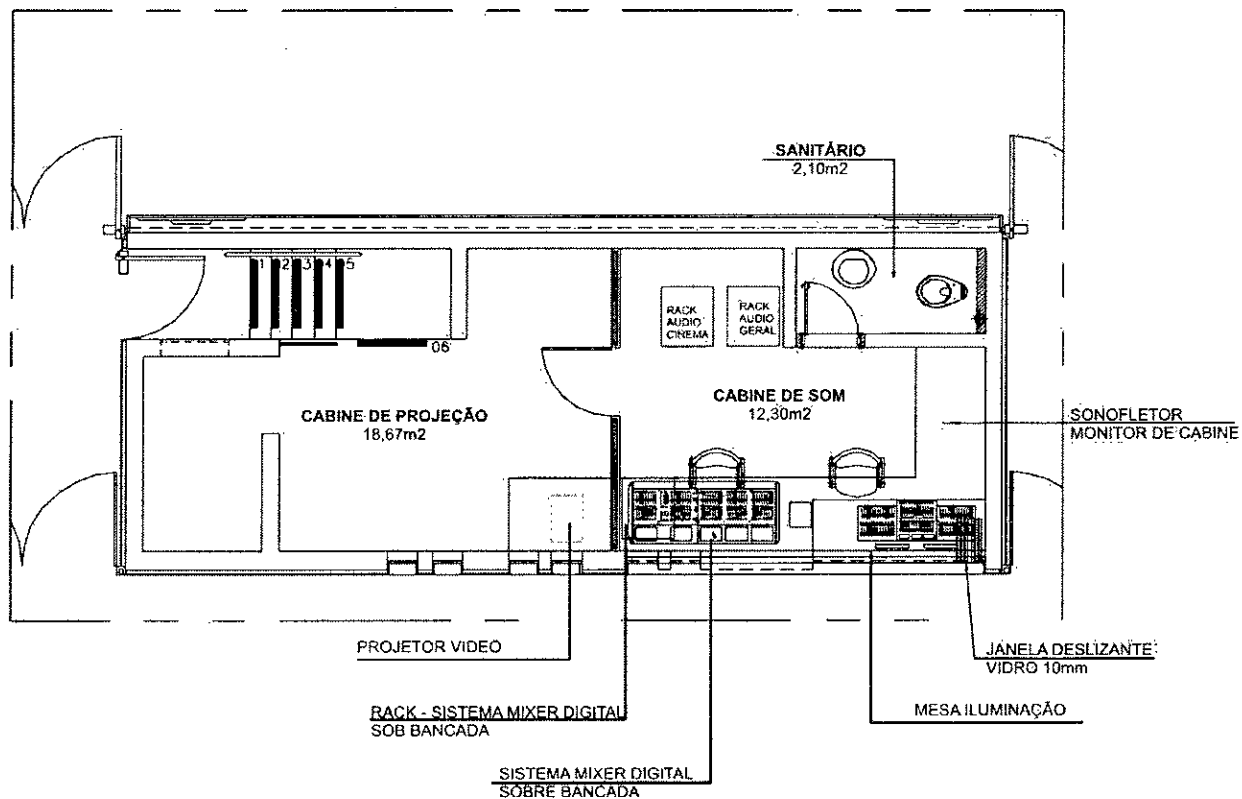 SANITÁRIO
2,10m2
1 2 3 4 5
RACK
AUDIO
CINEMA
RACK
AUDIO
GERAL
06
CABINE DE PROJEÇÃO
18,67m2
CABINE DE SOM
12,30m2
SONOFLETOR
MONITOR DE CABINE
PROJETOR VIDEO
JANELA DESLIZANTE
VIDRO 10mm
RACK - SISTEMA MIXER DIGITAL
SOB BANCADA
MESA ILUMINAÇÃO
SISTEMA MIXER DIGITAL
SOBRE BANCADA